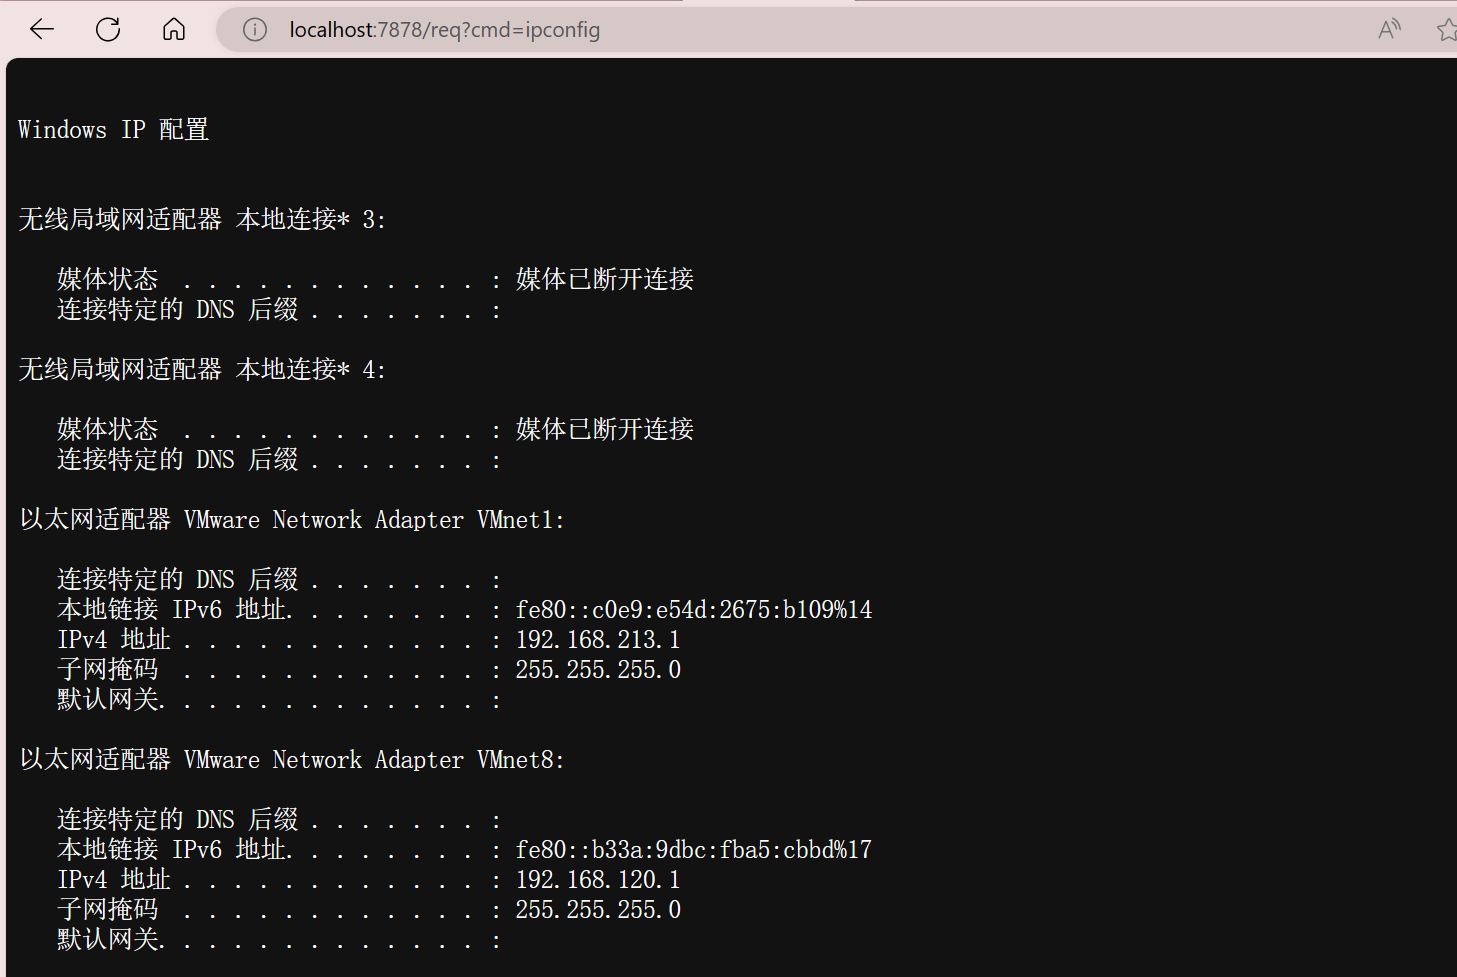 localhost:7878/req?cmd=ipconfig
Windows IP 配置
无线局域网适配器 本地连接* 3:
媒体状态  . . . . . . . . . . . . : 媒体已断开连接
连接特定的 DNS 后缀 . . . . . . . :
无线局域网适配器 本地连接* 4:
媒体状态  . . . . . . . . . . . . : 媒体已断开连接
连接特定的 DNS 后缀 . . . . . . . :
以太网适配器 VMware Network Adapter VMnet1:
连接特定的 DNS 后缀 . . . . . . . :
本地链接 IPv6 地址. . . . . . . . : fe80::c0e9:e54d:2675:b109%14
IPv4 地址 . . . . . . . . . . . . : 192.168.213.1
子网掩码  . . . . . . . . . . . . : 255.255.255.0
默认网关. . . . . . . . . . . . . :
以太网适配器 VMware Network Adapter VMnet8:
连接特定的 DNS 后缀 . . . . . . . :
本地链接 IPv6 地址. . . . . . . . : fe80::b33a:9dbc:fba5:cbbd%17
IPv4 地址 . . . . . . . . . . . . : 192.168.120.1
子网掩码  . . . . . . . . . . . . : 255.255.255.0
默认网关. . . . . . . . . . . . . :